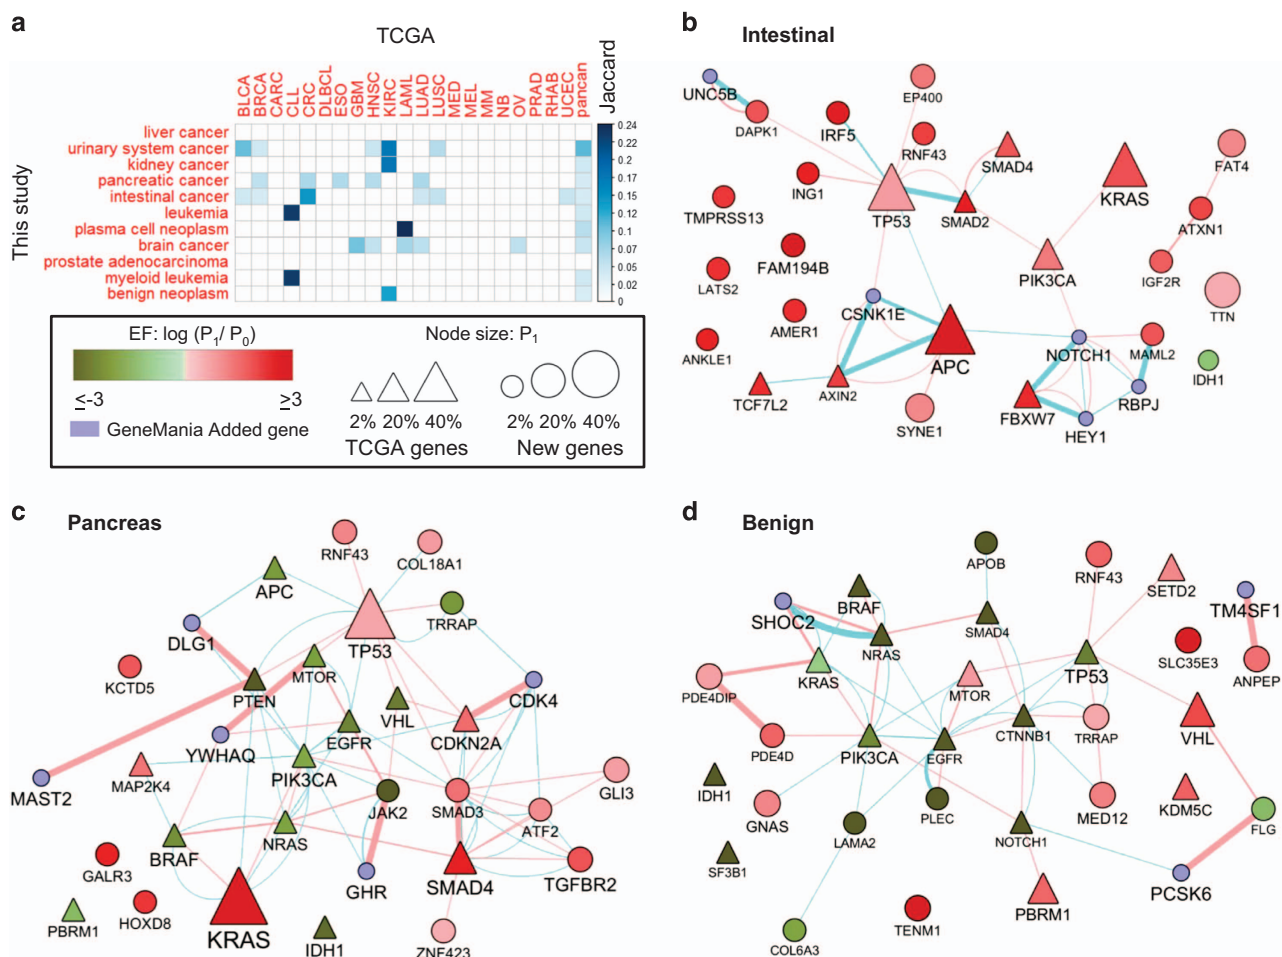 a
TCGA
BLCA
BRCA
CARC
CLL
CRC
DLBCL
ESO
GBM
HNSC
KIRC
LAML
LUAD
LUSC
MED
MEL
MM
NB
OV
PRAD
RHAB
UCEC
pancan
Jaccard
This study
liver cancer
urinary system cancer
kidney cancer
pancreatic cancer
intestinal cancer
leukemia
plasma cell neoplasm
brain cancer
prostate adenocarcinoma
myeloid leukemia
benign neoplasm
0.24
0.22
0.2
0.17
0.15
0.12
0.1
0.07
0.05
0.02
0
EF: log (P1/ P0)
≤-3
≥3
GeneMania Added gene
Node size: P1
2% 20% 40%
TCGA genes
2% 20% 40%
New genes
b
Intestinal
UNC5B
DAPK1
EP400
IRF5
RNF43
SMAD4
KRAS
FAT4
ING1
TMPRSS13
TP53
SMAD2
ATXN1
FAM194B
PIK3CA
IGF2R
LATS2
TTN
CSNK1E
AMER1
ANKLE1
APC
NOTCH1
MAML2
IDH1
TCF7L2
AXIN2
SYNE1
FBXW7
RBPJ
HEY1
c
Pancreas
RNF43
COL18A1
APC
TRRAP
DLG1
TP53
KCTD5
PTEN
MTOR
CDK4
VHL
YWHAQ
EGFR
CDKN2A
MAST2
MAP2K4
PIK3CA
GLI3
JAK2
SMAD3
ATF2
BRAF
NRAS
GALR3
GHR
SMAD4
TGFBR2
PBRM1
HOXD8
KRAS
IDH1
ZNF423
d
Benign
APOB
RNF43
SETD2
BRAF
TM4SF1
SHOC2
SMAD4
NRAS
SLC35E3
KRAS
TP53
ANPEP
PDE4DIP
MTOR
CTNNB1
TRRAP
VHL
PDE4D
PIK3CA
EGFR
IDH1
GNAS
PLEC
MED12
KDM5C
FLG
LAMA2
NOTCH1
SF3B1
PCSK6
PBRM1
TENM1
COL6A3